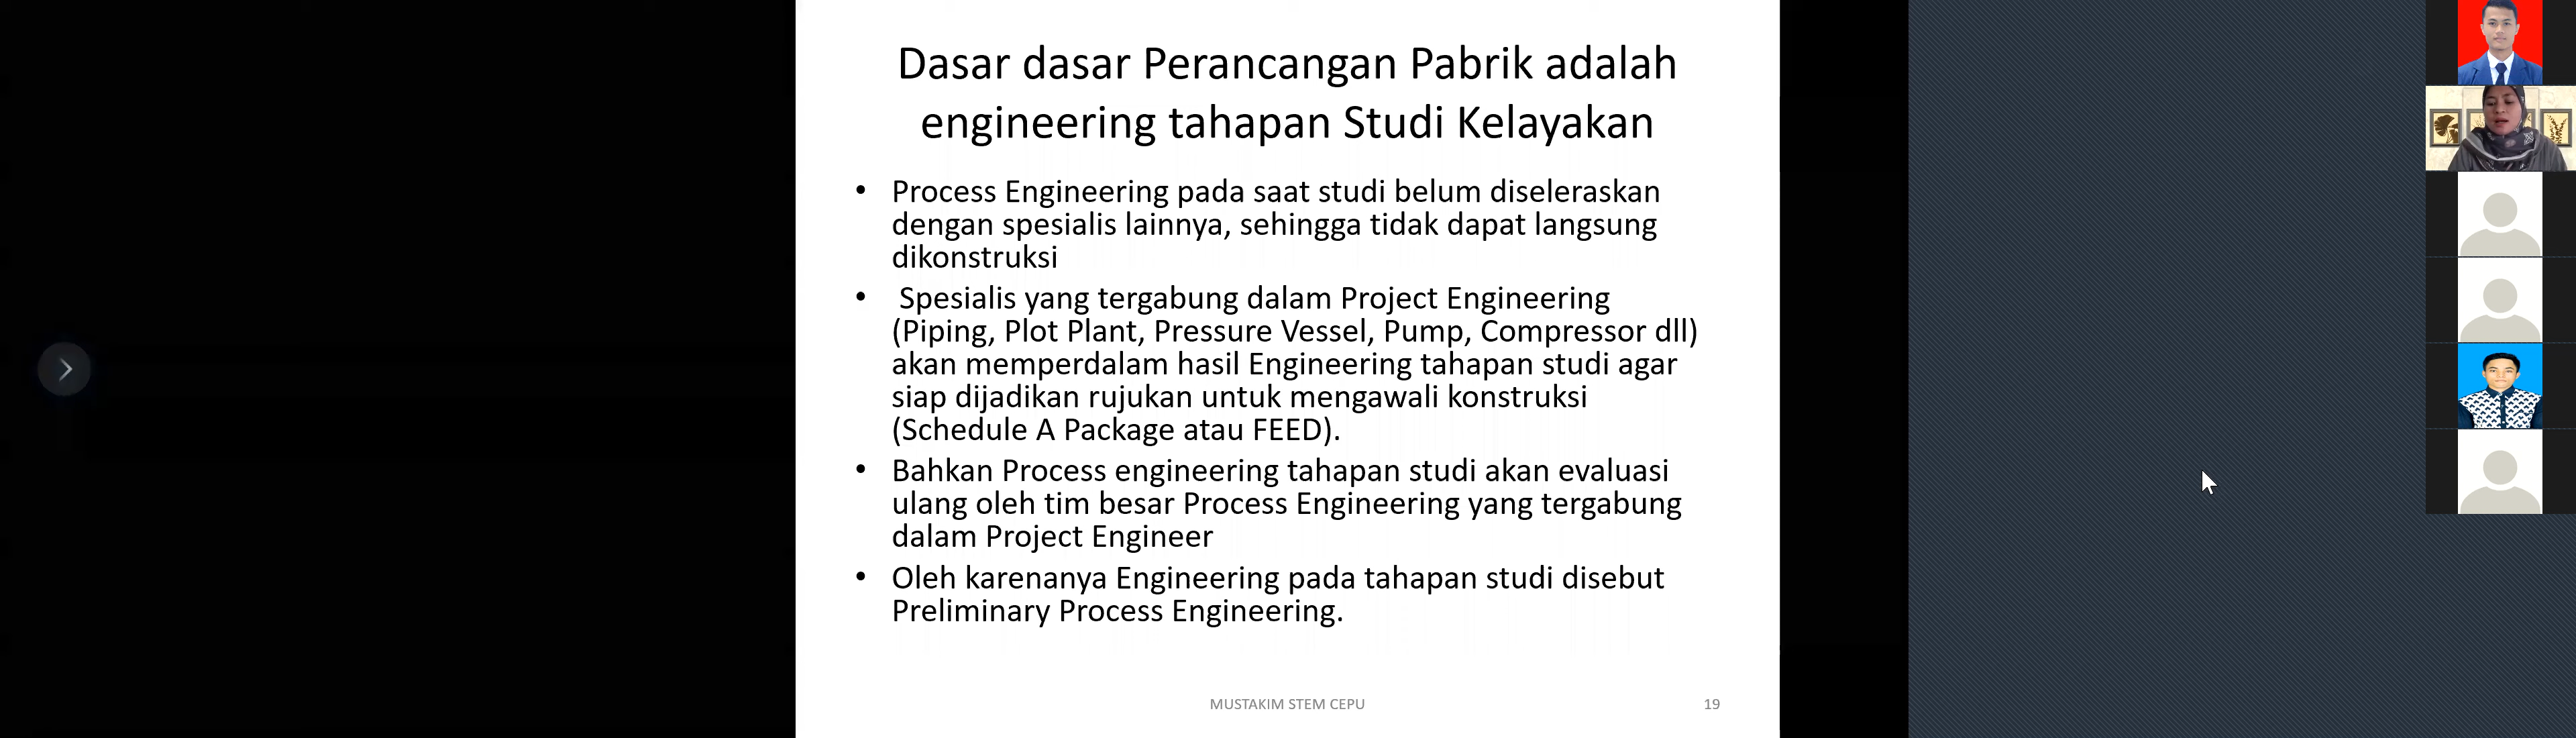 Dasar dasar Perancangan Pabrik adalah
engineering tahapan Studi Kelayakan
• Process Engineering pada saat studi belum diseleraskan
dengan spesialis lainnya, sehingga tidak dapat langsung
dikonstruksi
• Spesialis yang tergabung dalam Project Engineering
(Piping, Plot Plant, Pressure Vessel, Pump, Compressor dll)
akan memperdalam hasil Engineering tahapan studi agar
siap dijadikan rujukan untuk mengawali konstruksi
(Schedule A Package atau FEED).
• Bahkan Process engineering tahapan studi akan evaluasi
ulang oleh tim besar Process Engineering yang tergabung
dalam Project Engineer
• Oleh karenanya Engineering pada tahapan studi disebut
Preliminary Process Engineering.
MUSTAKIM STEM CEPU
19